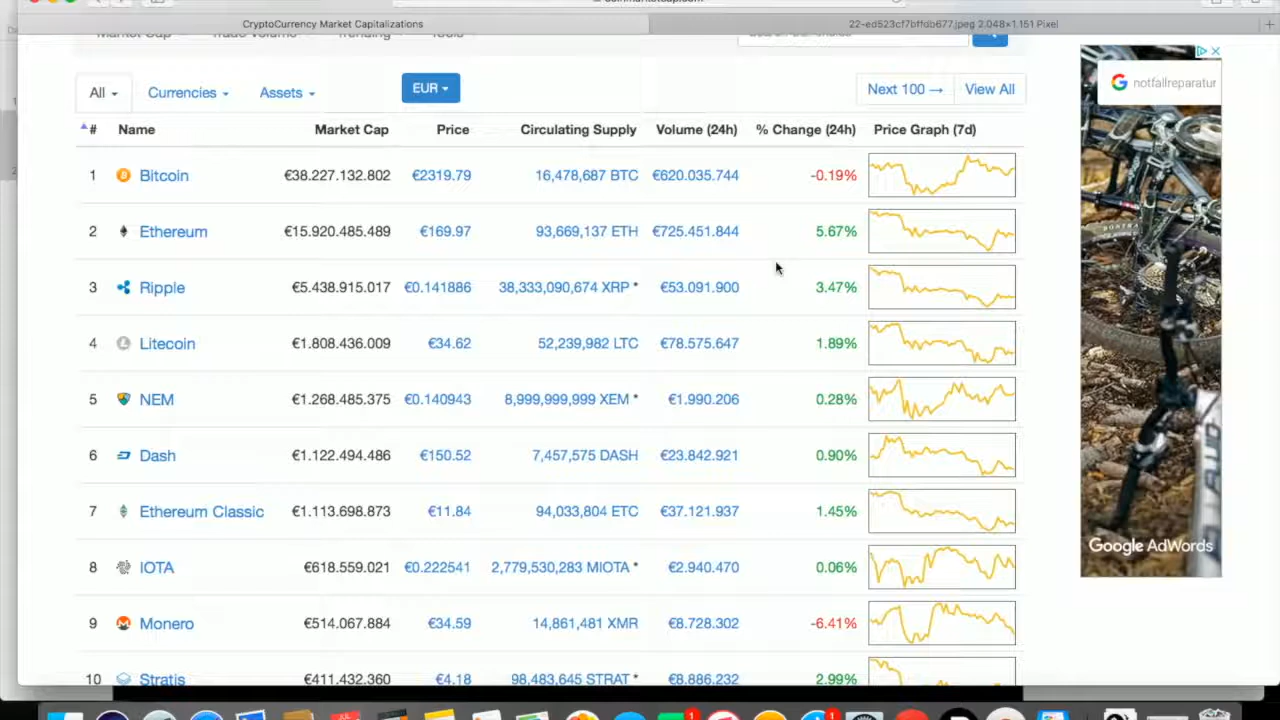 CryptoCurrency Market Capitalizations
22-ed523cf7bffdb677.jpeg 2.048×1.151 Pixel
Market Cap Trade Volume Trending Tools
All Currencies Assets EUR Next 100 → View All
# Name Market Cap Price Circulating Supply Volume (24h) % Change (24h) Price Graph (7d)
1 Bitcoin €38.227.132.802 €2319.79 16,478,687 BTC €620.035.744 -0.19%
2 Ethereum €15.920.485.489 €169.97 93,669,137 ETH €725.451.844 5.67%
3 Ripple €5.438.915.017 €0.141886 38,333,090,674 XRP * €53.091.900 3.47%
4 Litecoin €1.808.436.009 €34.62 52,239,982 LTC €78.575.647 1.89%
5 NEM €1.268.485.375 €0.140943 8,999,999,999 XEM * €1.990.206 0.28%
6 Dash €1.122.494.486 €150.52 7,457,575 DASH €23.842.921 0.90%
7 Ethereum Classic €1.113.698.873 €11.84 94,033,804 ETC €37.121.937 1.45%
8 IOTA €618.559.021 €0.222541 2,779,530,283 MIOTA * €2.940.470 0.06%
9 Monero €514.067.884 €34.59 14,861,481 XMR €8.728.302 -6.41%
10 Stratis €411.432.360 €4.18 98,483,645 STRAT * €8.886.232 2.99%
notfallreparatur
Google AdWords